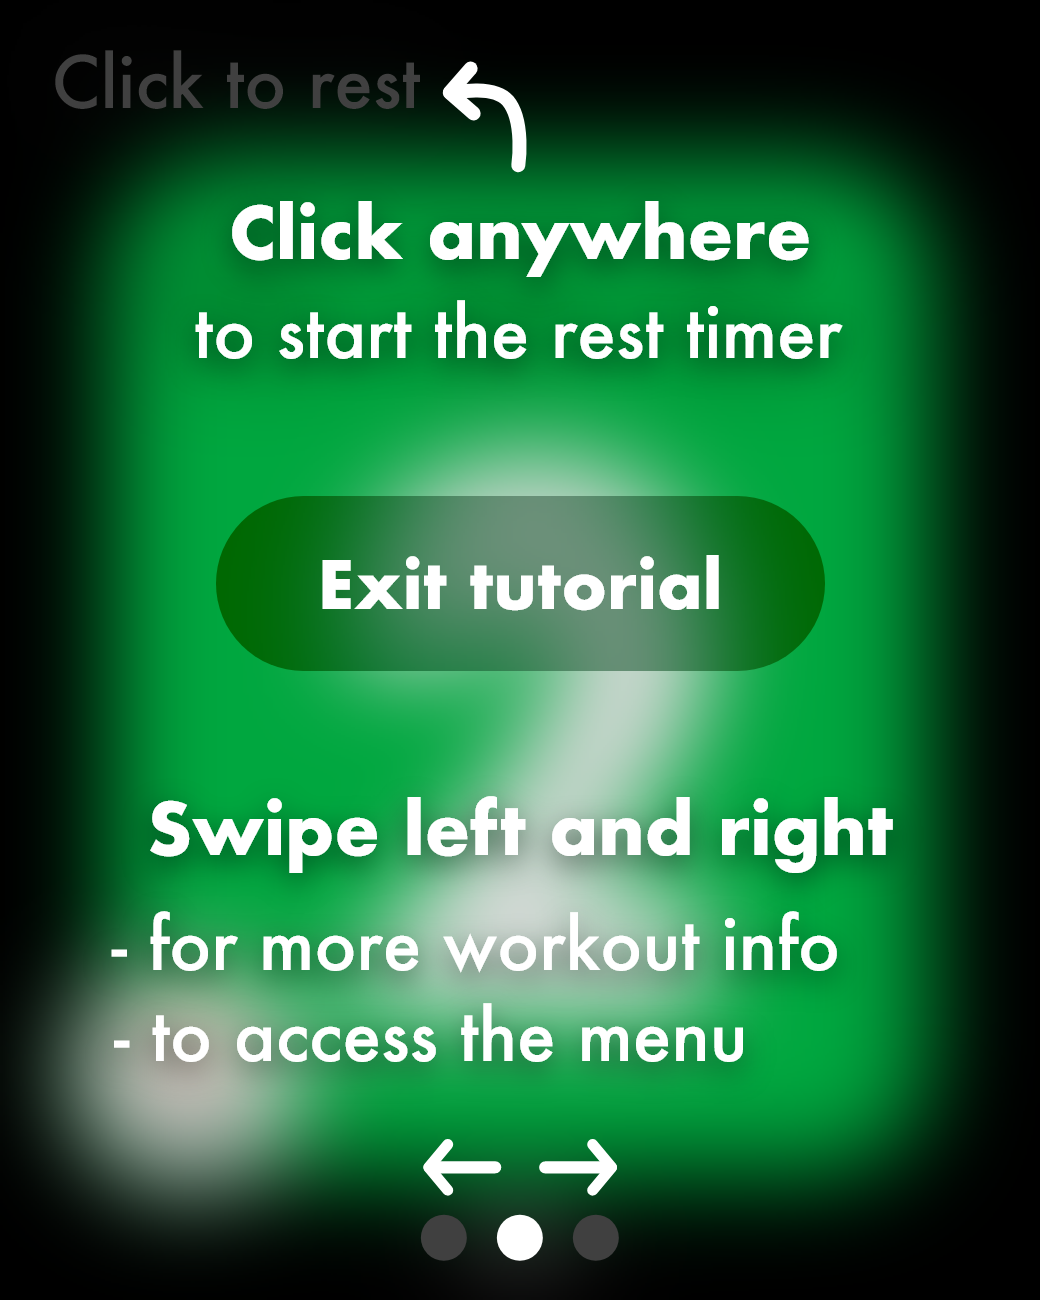 Click to rest
Click anywhere
to start the rest timer
Exit tutorial
Swipe left and right
- for more workout info
- to access the menu